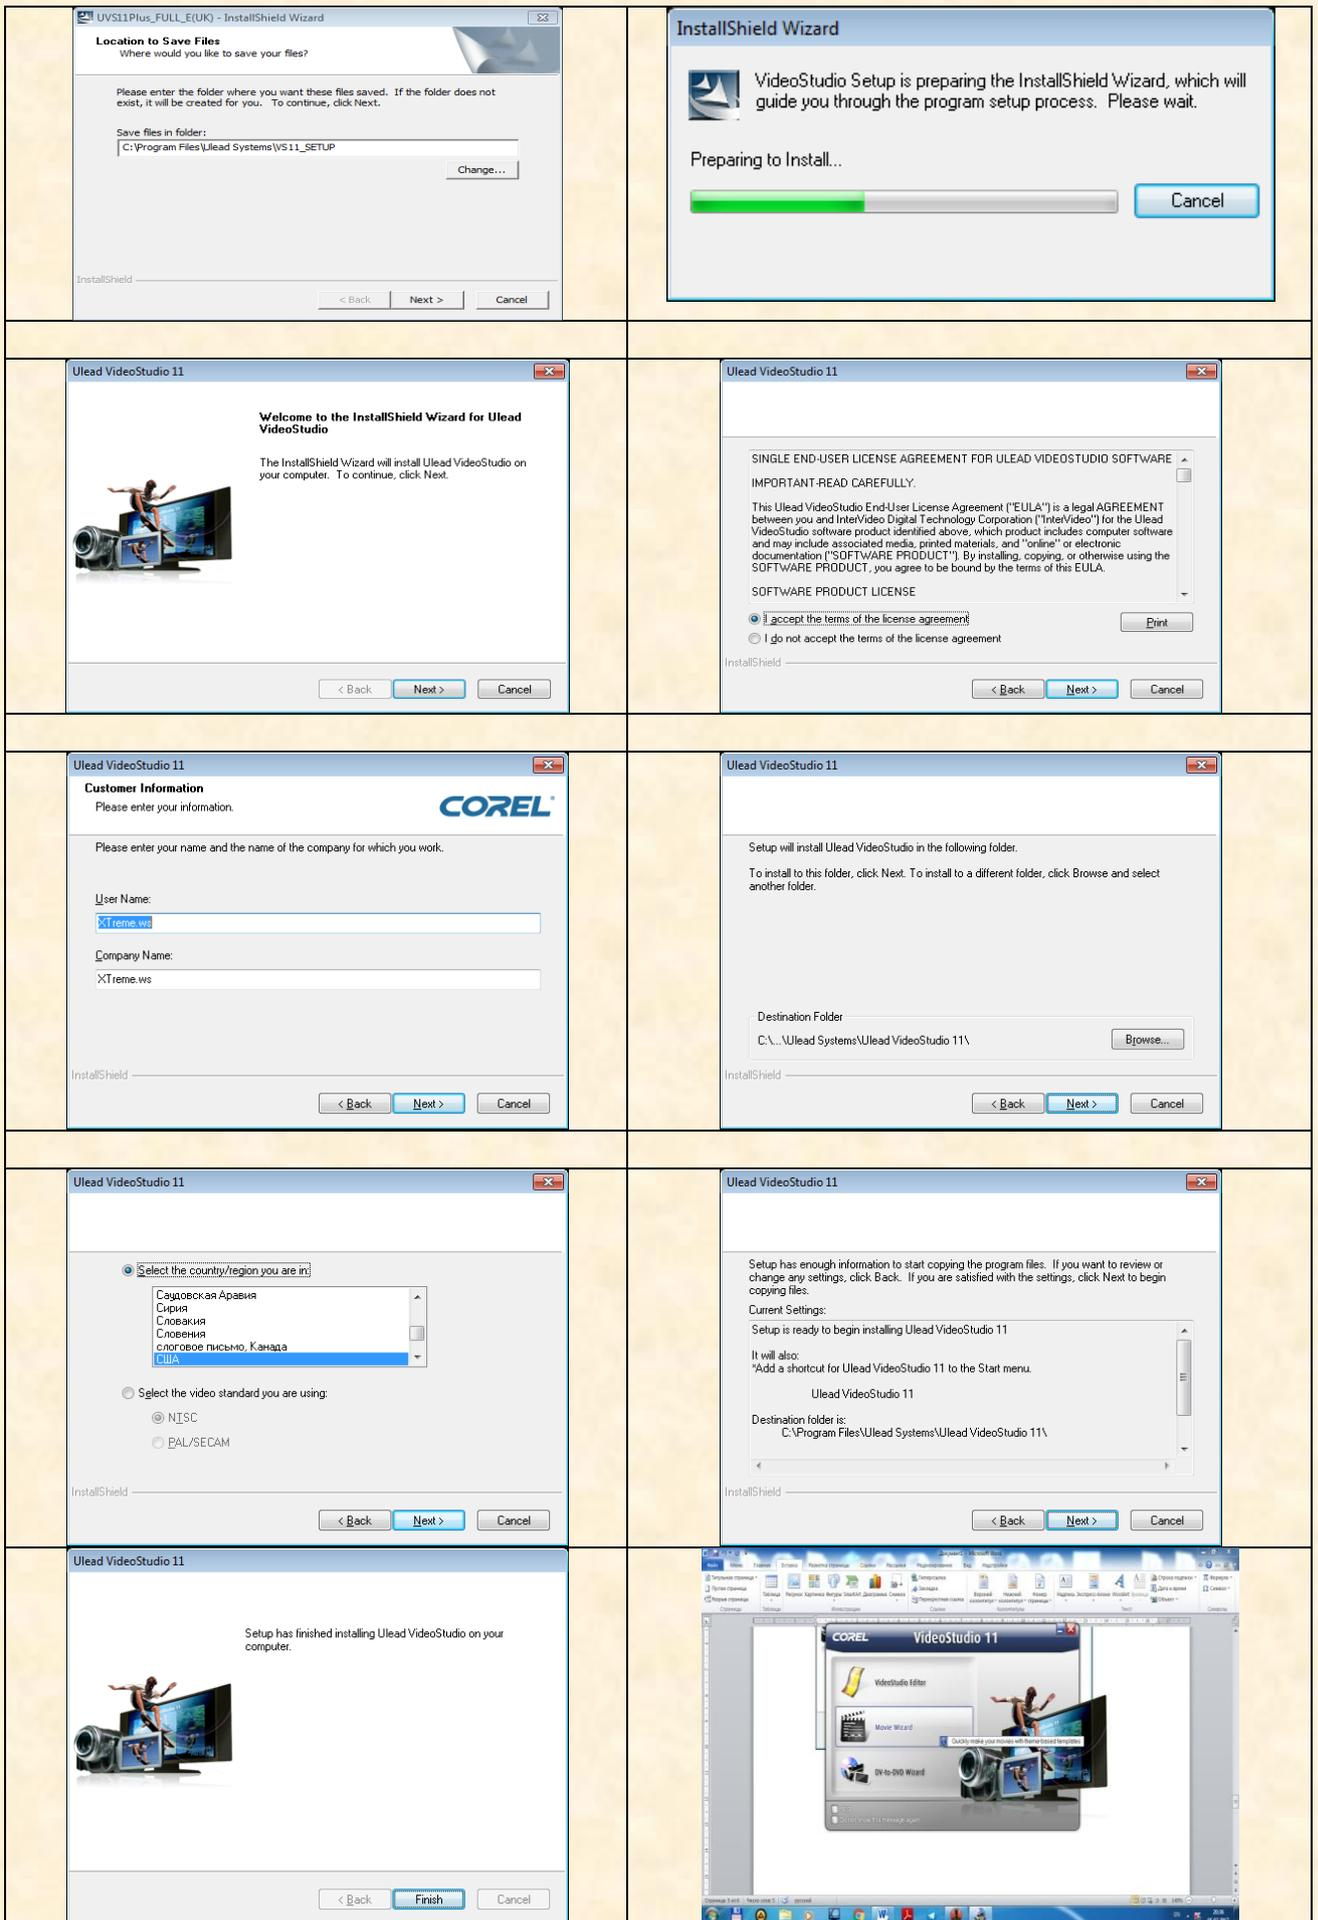 UVS11Plus_FULL_E(UK) - InstallShield Wizard
Location to Save Files
Where would you like to save your files?
Please enter the folder where you want these files saved. If the folder does not
exist, it will be created for you. To continue, click Next.
Save files in folder:
C:\Program Files\Ulead Systems\VS11_SETUP
Change...
InstallShield
< Back Next > Cancel
InstallShield Wizard
VideoStudio Setup is preparing the InstallShield Wizard, which will
guide you through the program setup process. Please wait.
Preparing to Install...
Cancel
Ulead VideoStudio 11
Welcome to the InstallShield Wizard for Ulead
VideoStudio
The InstallShield Wizard will install Ulead VideoStudio on
your computer. To continue, click Next.
< Back Next > Cancel
Ulead VideoStudio 11
SINGLE END-USER LICENSE AGREEMENT FOR ULEAD VIDEOSTUDIO SOFTWARE
IMPORTANT-READ CAREFULLY.
This Ulead VideoStudio End-User License Agreement ("EULA") is a legal AGREEMENT
between you and InterVideo Digital Technology Corporation ("InterVideo") for the Ulead
VideoStudio software product identified above, which product includes computer software
and may include associated media, printed materials, and "online" or electronic
documentation ("SOFTWARE PRODUCT"). By installing, copying, or otherwise using the
SOFTWARE PRODUCT, you agree to be bound by the terms of this EULA.
SOFTWARE PRODUCT LICENSE
I accept the terms of the license agreement
Print
I do not accept the terms of the license agreement
InstallShield
< Back Next > Cancel
Ulead VideoStudio 11
Customer Information
Please enter your information.
COREL
Please enter your name and the name of the company for which you work.
User Name:
XTreme.ws
Company Name:
XTreme.ws
InstallShield
< Back Next > Cancel
Ulead VideoStudio 11
Setup will install Ulead VideoStudio in the following folder.
To install to this folder, click Next. To install to a different folder, click Browse and select
another folder.
Destination Folder
C:\...\Ulead Systems\Ulead VideoStudio 11\
Browse...
InstallShield
< Back Next > Cancel
Ulead VideoStudio 11
Select the country/region you are in:
Саудовская Аравия
Сирия
Словакия
Словения
слоговое письмо, Канада
США
Select the video standard you are using:
NTSC
PAL/SECAM
InstallShield
< Back Next > Cancel
Ulead VideoStudio 11
Setup has enough information to start copying the program files. If you want to review or
change any settings, click Back. If you are satisfied with the settings, click Next to begin
copying files.
Current Settings:
Setup is ready to begin installing Ulead VideoStudio 11
It will also:
*Add a shortcut for Ulead VideoStudio 11 to the Start menu.
Ulead VideoStudio 11
Destination folder is:
C:\Program Files\Ulead Systems\Ulead VideoStudio 11\
InstallShield
< Back Next > Cancel
Ulead VideoStudio 11
Setup has finished installing Ulead VideoStudio on your
computer.
< Back Finish Cancel
COREL VideoStudio 11
VideoStudio Editor
Movie Wizard
Quickly make your movies with theme-based templates
DV-to-DVD Wizard